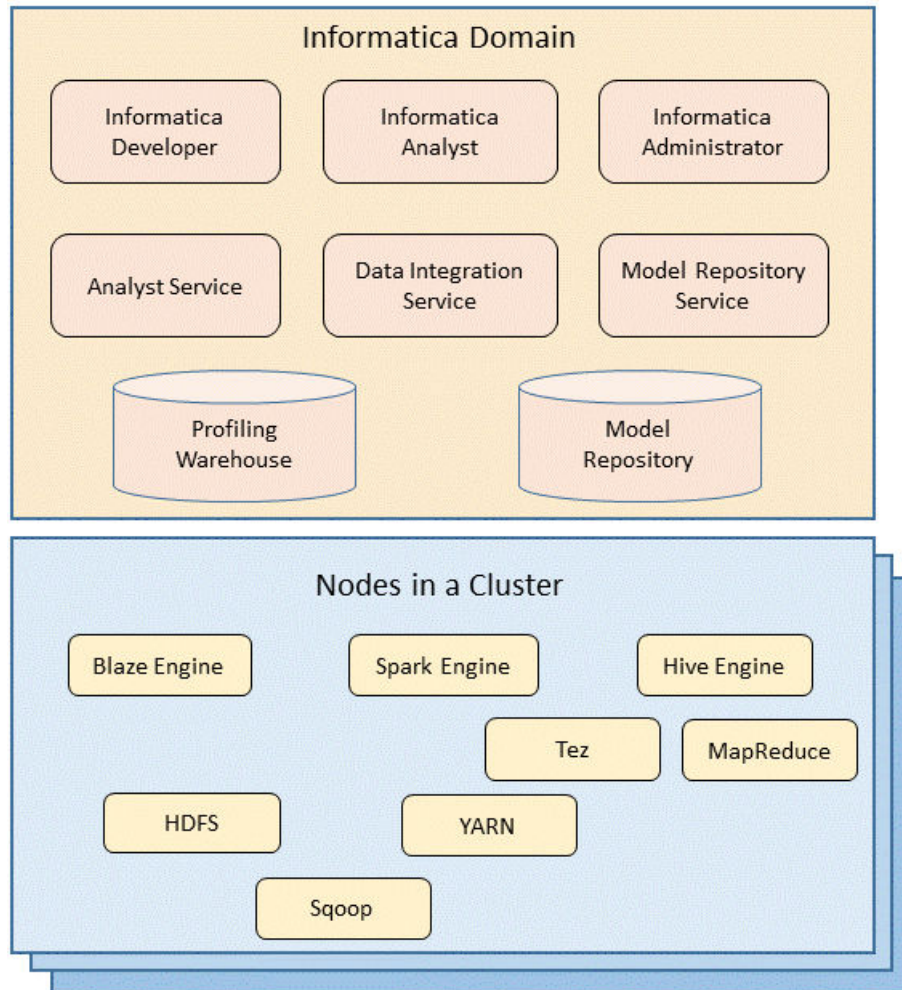 Informatica Domain
Informatica
Developer
Informatica
Analyst
Informatica
Administrator
Analyst Service
Data Integration
Service
Model Repository
Service
Profiling
Warehouse
Model
Repository
Nodes in a Cluster
Blaze Engine
Spark Engine
Hive Engine
Tez
MapReduce
HDFS
YARN
Sqoop